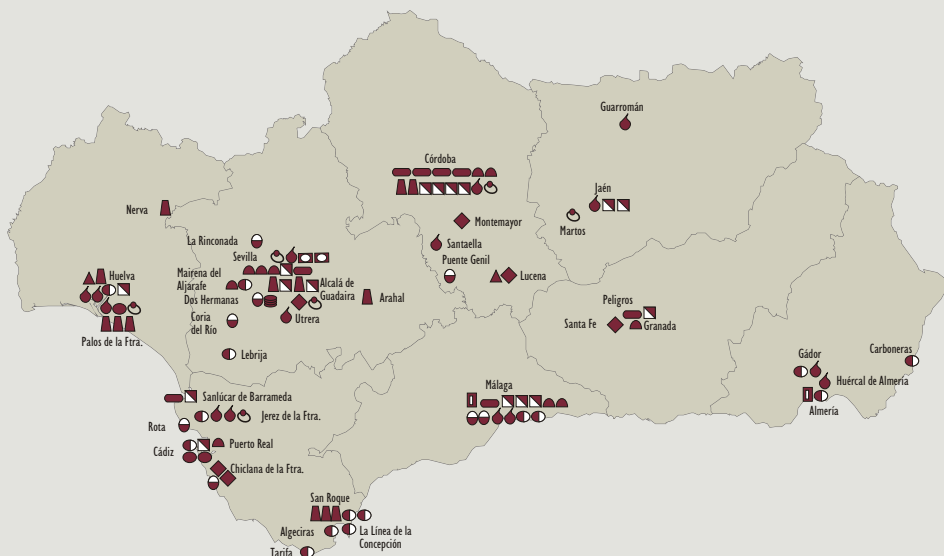 Guarromán
Córdoba
Jaén
Nerva
Martos
Montemayor
La Rinconada
Santaella
Sevilla
Puente Genil
Huelva
Mairena del
Aljarafe
Alcalá de
Guadaira
Lucena
Dos Hermanas
Arahal
Peligros
Coria
del Río
Utrera
Santa Fe
Granada
Palos de la Ftra.
Lebrija
Carboneras
Gádor
Huércal de Almería
Málaga
Sanlúcar de Barrameda
Almería
Jerez de la Ftra.
Rota
Puerto Real
Cádiz
Chiclana de la Ftra.
San Roque
Algeciras
La Línea de la
Concepción
Tarifa